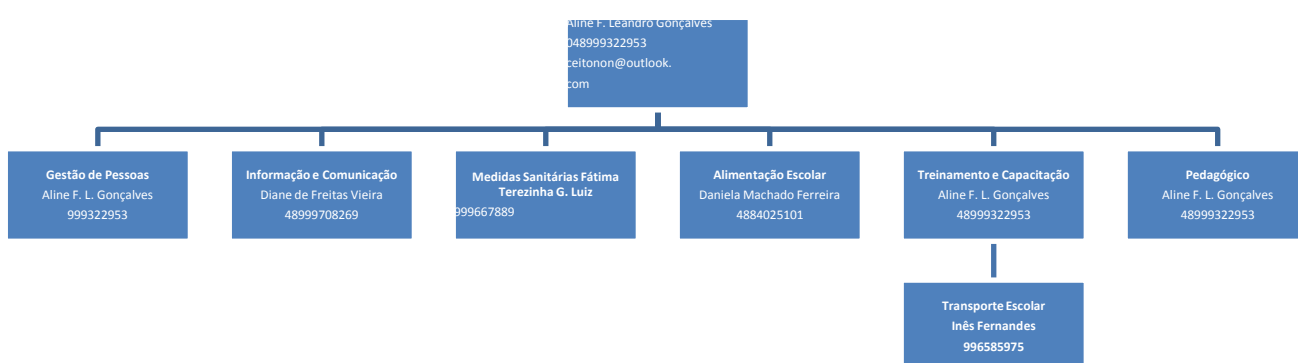 Aline F. Leandro Gonçalves
048999322953
ceitonon@outlook.
com
Gestão de Pessoas
Aline F. L. Gonçalves
999322953
Informação e Comunicação
Diane de Freitas Vieira
48999708269
Medidas Sanitárias Fátima
Terezinha G. Luiz
999667889
Alimentação Escolar
Daniela Machado Ferreira
4884025101
Treinamento e Capacitação
Aline F. L. Gonçalves
48999322953
Pedagógico
Aline F. L. Gonçalves
48999322953
Transporte Escolar
Inês Fernandes
996585975